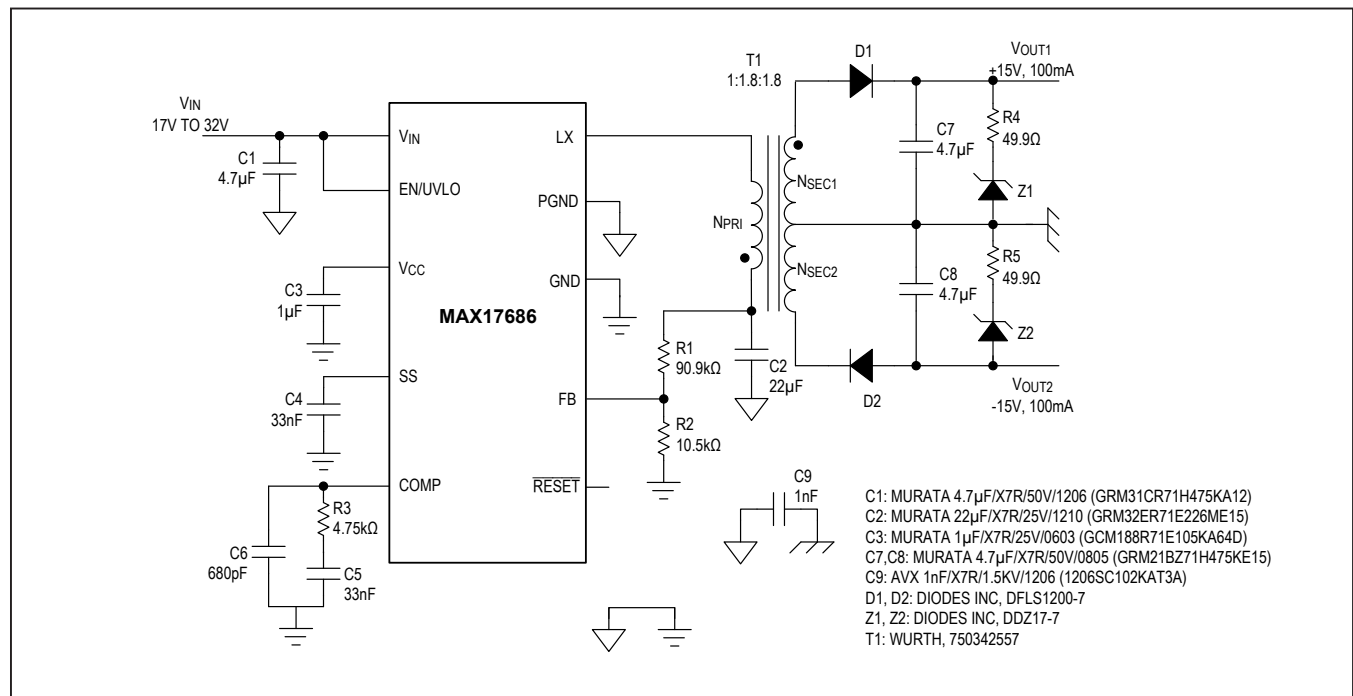 VIN
17V TO 32V
C1
4.7µF
VIN
EN/UVLO
VCC
C3
1µF
SS
C4
33nF
COMP
R3
4.75kΩ
C6
680pF
C5
33nF
MAX17686
LX
PGND
GND
FB
RESET
R1
90.9kΩ
R2
10.5kΩ
C2
22µF
T1
1:1.8:1.8
NPRI
NSEC1
NSEC2
D1
D2
C7
4.7µF
C8
4.7µF
VOUT1
+15V, 100mA
R4
49.9Ω
Z1
R5
49.9Ω
Z2
VOUT2
-15V, 100mA
C9
1nF
C1: MURATA 4.7µF/X7R/50V/1206 (GRM31CR71H475KA12)
C2: MURATA 22µF/X7R/25V/1210 (GRM32ER71E226ME15)
C3: MURATA 1µF/X7R/25V/0603 (GCM188R71E105KA64D)
C7,C8: MURATA 4.7µF/X7R/50V/0805 (GRM21BZ71H475KE15)
C9: AVX 1nF/X7R/1.5KV/1206 (1206SC102KAT3A)
D1, D2: DIODES INC, DFLS1200-7
Z1, Z2: DIODES INC, DDZ17-7
T1: WURTH, 750342557